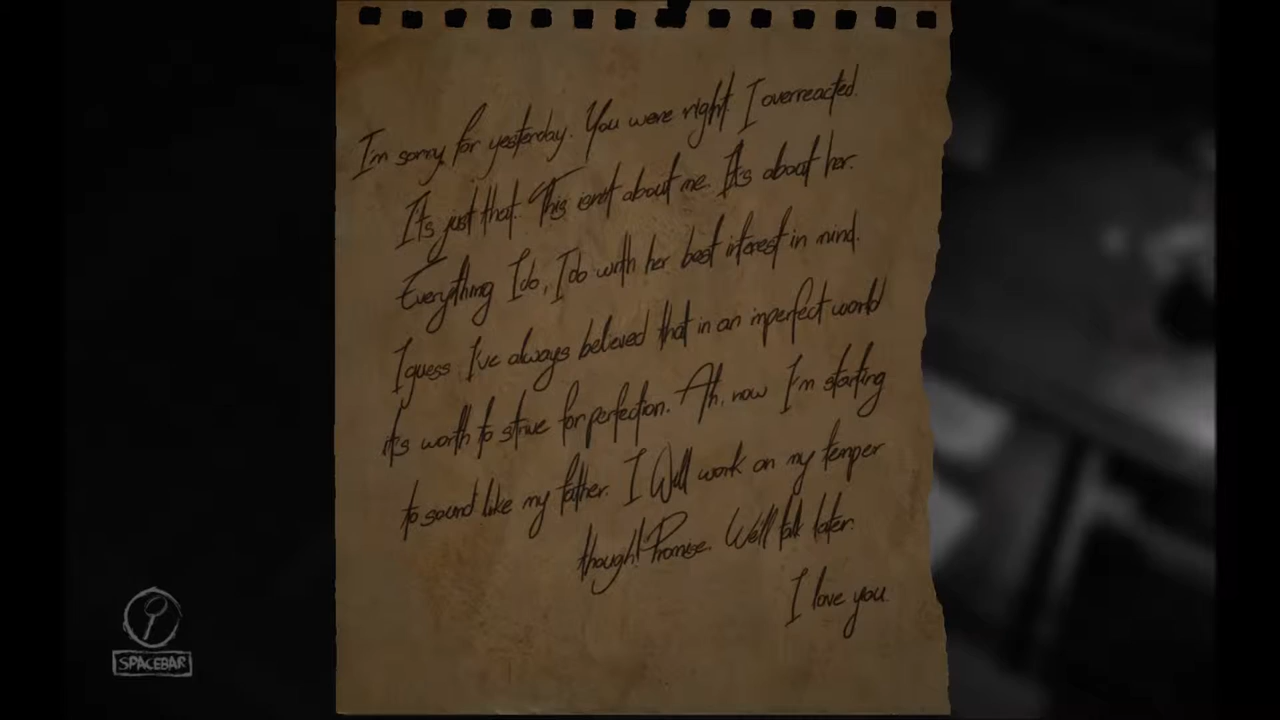 I'm sorry for yesterday. You were right. I overreacted.
It's just that. This isn't about me. It's about her.
Everything I do, I do with her best interest in mind.
I guess I've always believed that in an imperfect world
it's worth to strive for perfection. Ah, now I'm starting
to sound like my father. I Will work on my temper
though! Promise. We'll talk later.
I love you.
SPACEBAR